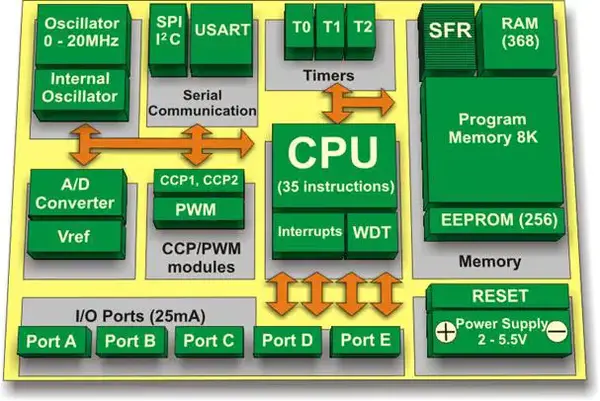 Oscillator
0 - 20MHz
Internal
Oscillator
SPI
I²C
USART
Serial
Communication
T0
T1
T2
Timers
SFR
RAM
(368)
Program
Memory 8K
EEPROM (256)
Memory
CPU
(35 instructions)
Interrupts
WDT
A/D
Converter
Vref
CCP1, CCP2
PWM
CCP/PWM
modules
I/O Ports (25mA)
Port A
Port B
Port C
Port D
Port E
RESET
+
Power Supply
2 - 5.5V
−